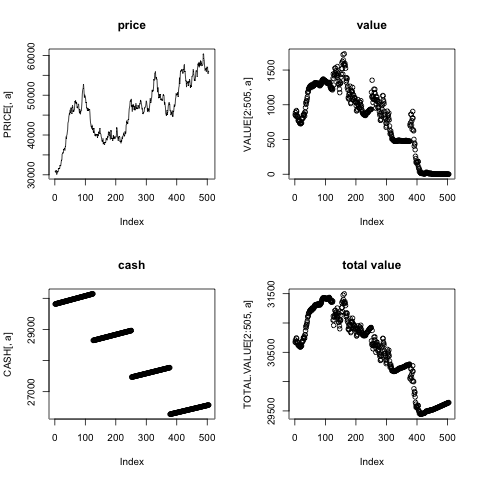 price
PRICE[, a]
30000 40000 50000 60000
0 100 200 300 400 500
Index
value
VALUE[2:505, a]
0 500 1000 1500
0 100 200 300 400 500
Index
cash
CASH[, a]
27000 29000
0 100 200 300 400 500
Index
total value
TOTAL.VALUE[2:505, a]
29500 30500 31500
0 100 200 300 400 500
Index